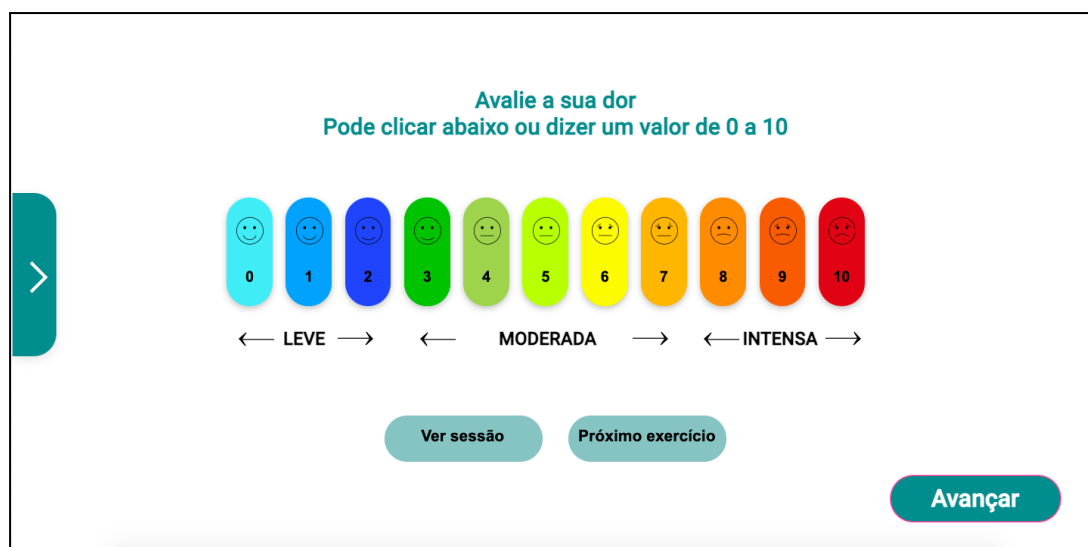 Avalie a sua dor
Pode clicar abaixo ou dizer um valor de 0 a 10
0 1 2 3 4 5 6 7 8 9 10
LEVE MODERADA INTENSA
Ver sessão Próximo exercício
Avançar